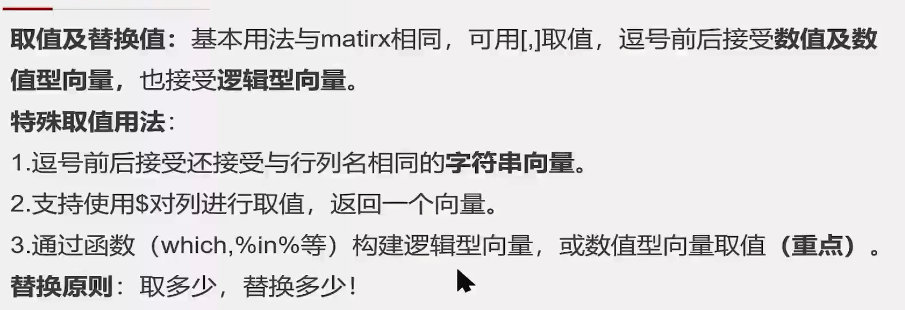 取值及替换值：基本用法与matirx相同，可用[,]取值，逗号前后接受数值及数
值型向量，也接受逻辑型向量。
特殊取值用法：
1.逗号前后接受还接受与行列名相同的字符串向量。
2.支持使用$对列进行取值，返回一个向量。
3.通过函数（which,%in%等）构建逻辑型向量，或数值型向量取值（重点）。
替换原则：取多少，替换多少！